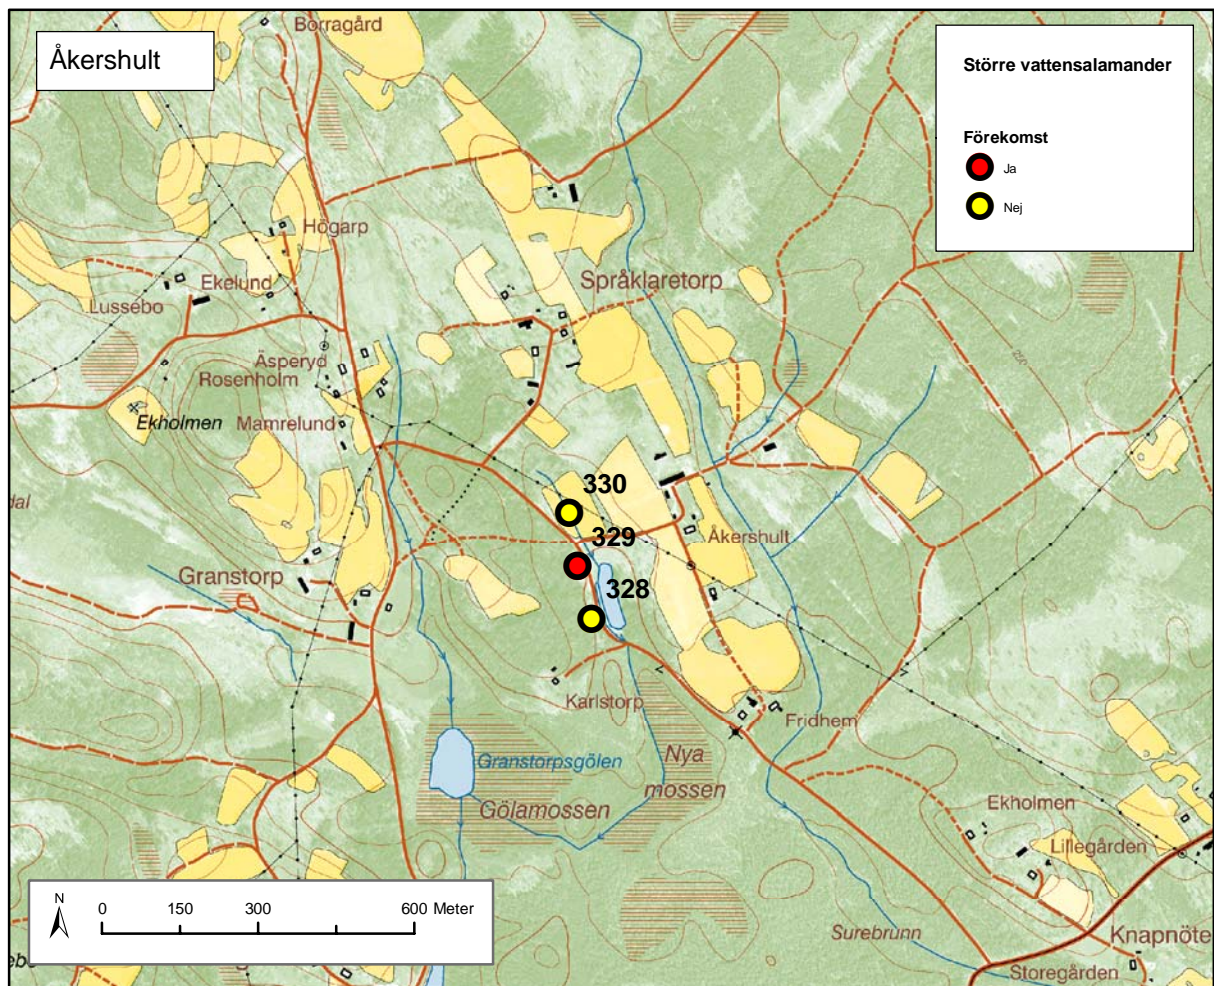 Borragård
Åkershult
Större vattensalamander
Förekomst
Ja
Nej
Högarp
Ekelund
Lussebo
Språklaretorp
Äsperyd
Rosenholm
Ekholmen
Mamrelund
250
dal
330
329
Åkershult
328
Granstorp
Karlstorp
Fridhem
Granstorpsgölen
Nya
mossen
Gölamossen
Ekholmen
Lillegården
N
0 150 300 600 Meter
Surebrunn
Knapnöte
Storegården